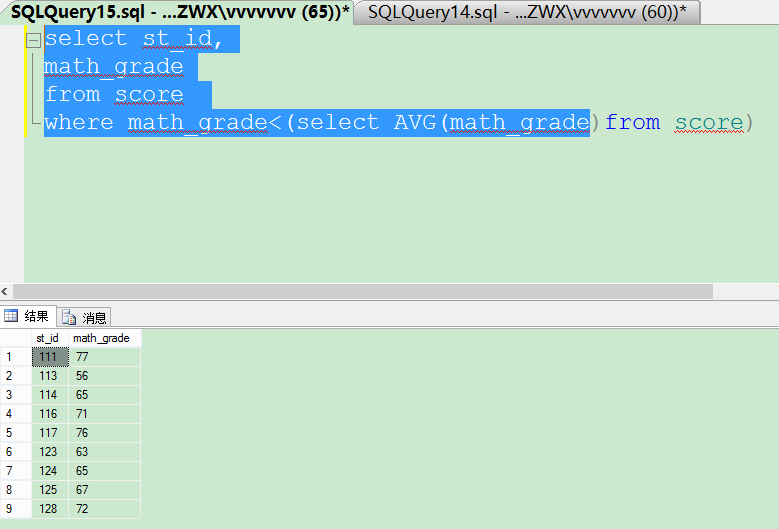 SQLQuery15.sql - ...ZWX\vvvvvvv (65))* SQLQuery14.sql - ...ZWX\vvvvvvv (60))*
select st_id,
math_grade
from score
where math_grade<(select AVG(math_grade)from score)
结果 消息
st_id math_grade
1 111 77
2 113 56
3 114 65
4 116 71
5 117 76
6 123 63
7 124 65
8 125 67
9 128 72